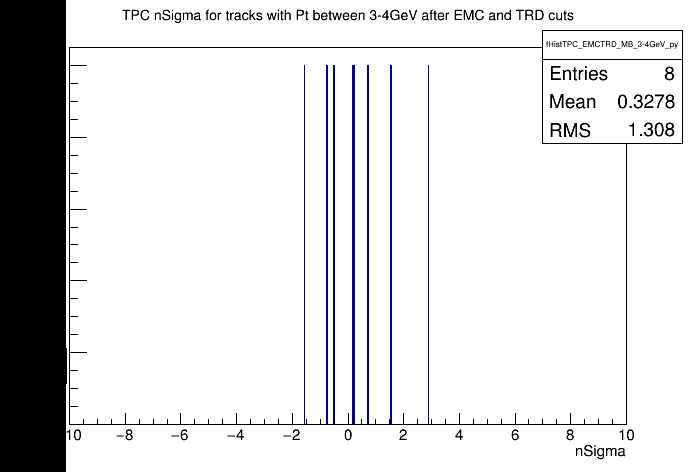 TPC nSigma for tracks with Pt between 3-4GeV after EMC and TRD cuts
fHistTPC_EMCTRD_MB_3-4GeV_py
Entries 8
Mean 0.3278
RMS 1.308
10 −8 −6 −4 −2 0 2 4 6 8 10
nSigma